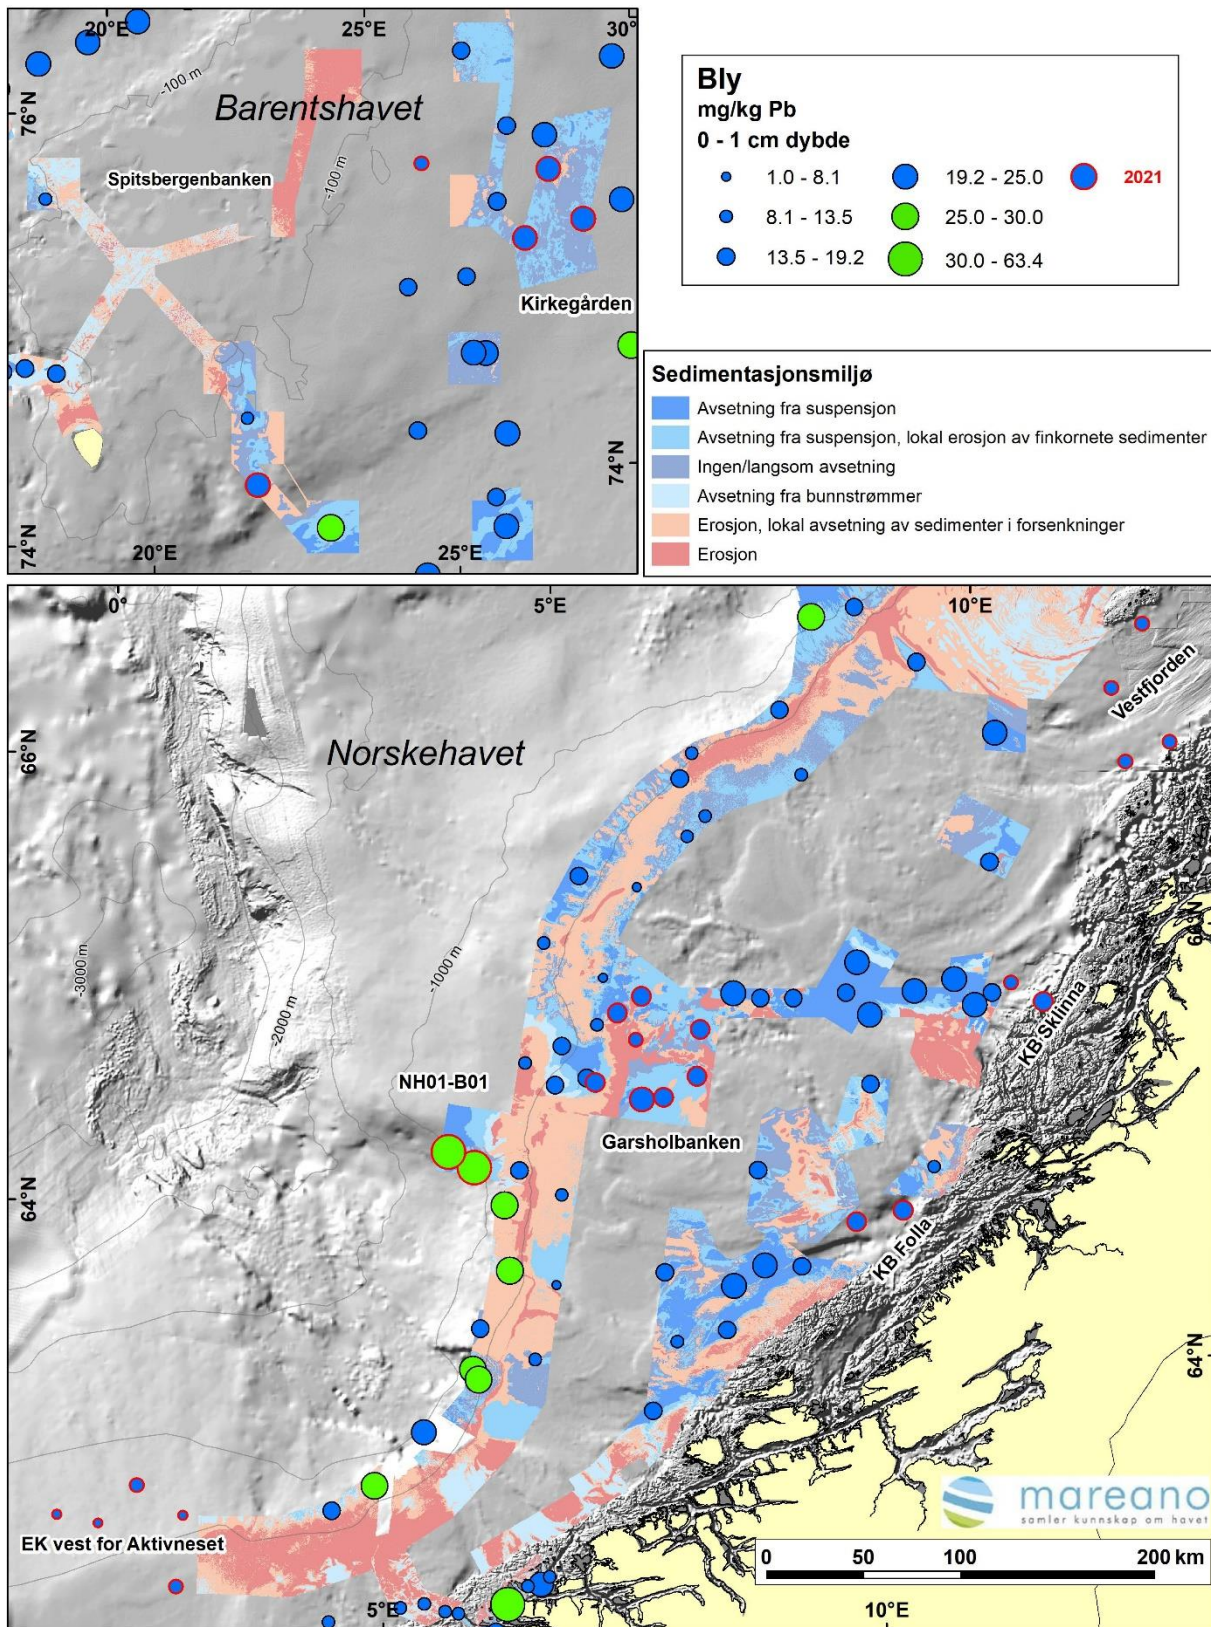 20°E
25°E
30°
76°N
-100 m
Barentshavet
Spitsbergenbanken
-100 m
Kirkegården
74°N
74°N
20°E
25°E
Bly
mg/kg Pb
0 - 1 cm dybde
1.0 - 8.1
19.2 - 25.0
2021
8.1 - 13.5
25.0 - 30.0
13.5 - 19.2
30.0 - 63.4
Sedimentasjonsmiljø
Avsetning fra suspensjon
Avsetning fra suspensjon, lokal erosjon av finkornete sedimenter
Ingen/langsom avsetning
Avsetning fra bunnstrømmer
Erosjon, lokal avsetning av sedimenter i forsenkninger
Erosjon
0°
5°E
10°E
Vestfjorden
66°N
Norskehavet
66°N
-3000 m
-1000 m
-2000 m
KB Sklinna
NH01-B01
Garsholbanken
64°N
KB Folla
64°N
EK vest for Aktivneset
mareano
samler kunnskap om havet
0 50 100 200 km
5°E
10°E